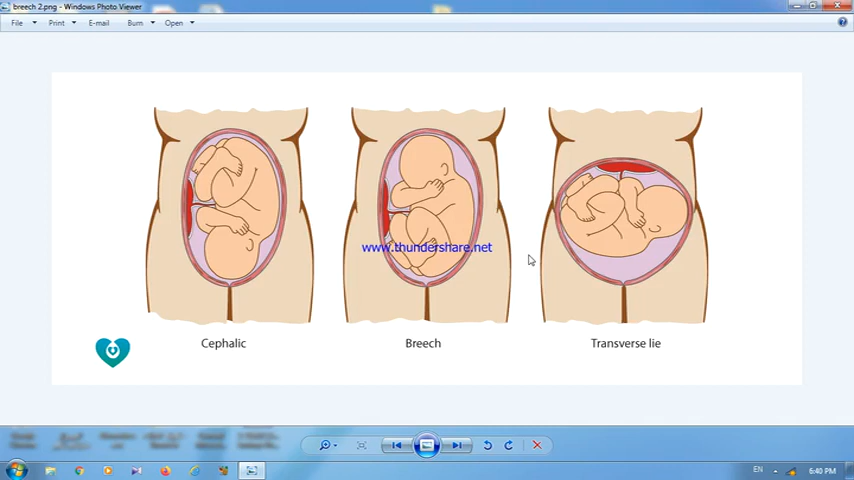 breech 2.png - Windows Photo Viewer
File Print E-mail Burn Open
www.thundershare.net
Cephalic Breech Transverse lie
EN 6:40 PM